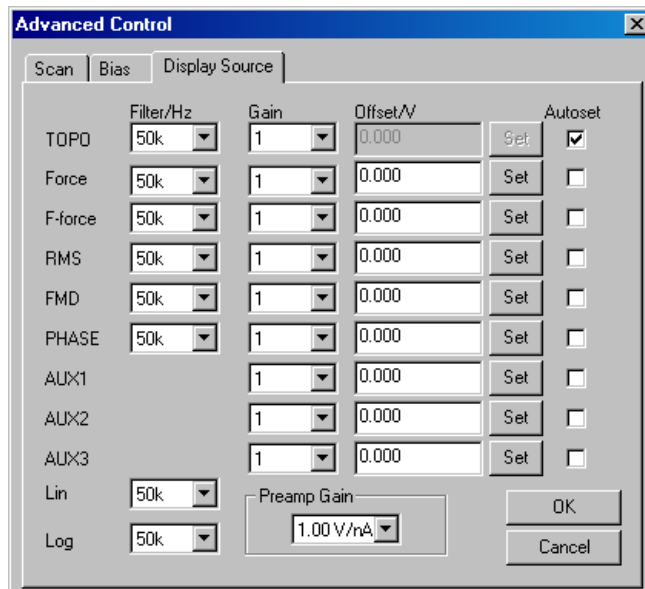 Advanced Control
Scan Bias Display Source
Filter/Hz Gain Offset/V Autoset
TOPO 50k 1 0.000 Set
Force 50k 1 0.000 Set
F-force 50k 1 0.000 Set
RMS 50k 1 0.000 Set
FMD 50k 1 0.000 Set
PHASE 50k 1 0.000 Set
AUX1 1 0.000 Set
AUX2 1 0.000 Set
AUX3 1 0.000 Set
Lin 50k Preamp Gain OK
Log 50k 1.00 V/nA Cancel